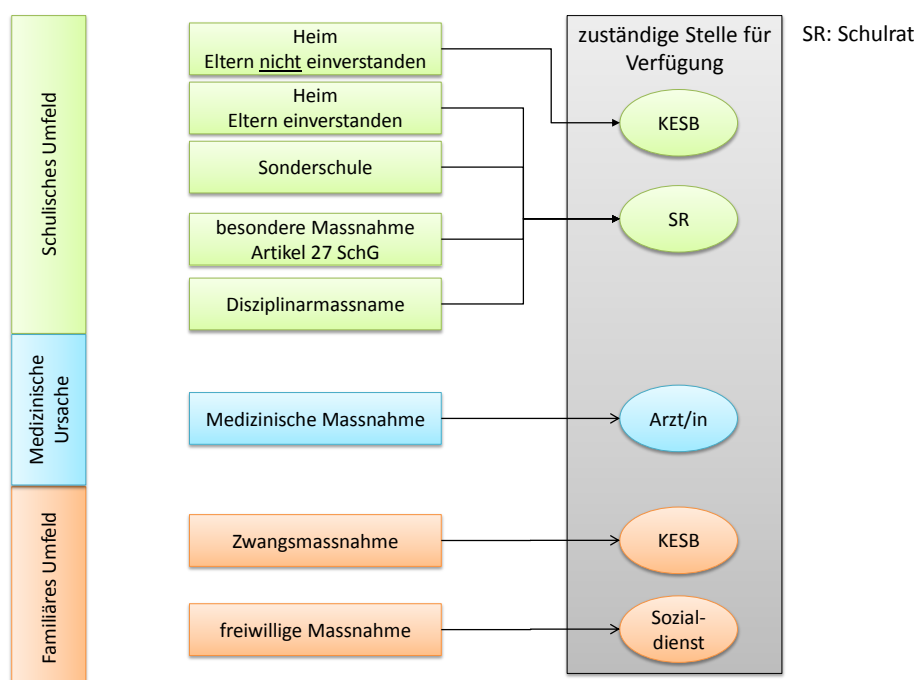 Schulisches Umfeld
Heim
Eltern nicht einverstanden
Heim
Eltern einverstanden
Sonderschule
besondere Massnahme
Artikel 27 SchG
Disziplinarmassname
zuständige Stelle für
Verfügung
KESB
SR
SR: Schulrat
Medizinische
Ursache
Medizinische Massnahme
Arzt/in
Familiäres Umfeld
Zwangsmassnahme
KESB
freiwillige Massnahme
Sozial-
dienst